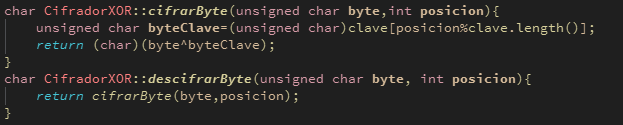 char CifradorXOR::cifrarByte(unsigned char byte,int posicion){
    unsigned char byteClave=(unsigned char)clave[posicion%clave.length()];
    return (char)(byte^byteClave);
}
char CifradorXOR::descifrarByte(unsigned char byte, int posicion){
    return cifrarByte(byte,posicion);
}